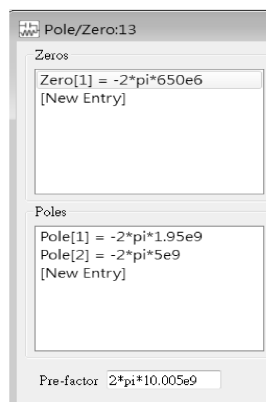 Pole/Zero:13
Zeros
Zero[1] = -2*pi*650e6
[New Entry]
Poles
Pole[1] = -2*pi*1.95e9
Pole[2] = -2*pi*5e9
[New Entry]
Pre-factor 2*pi*10.005e9